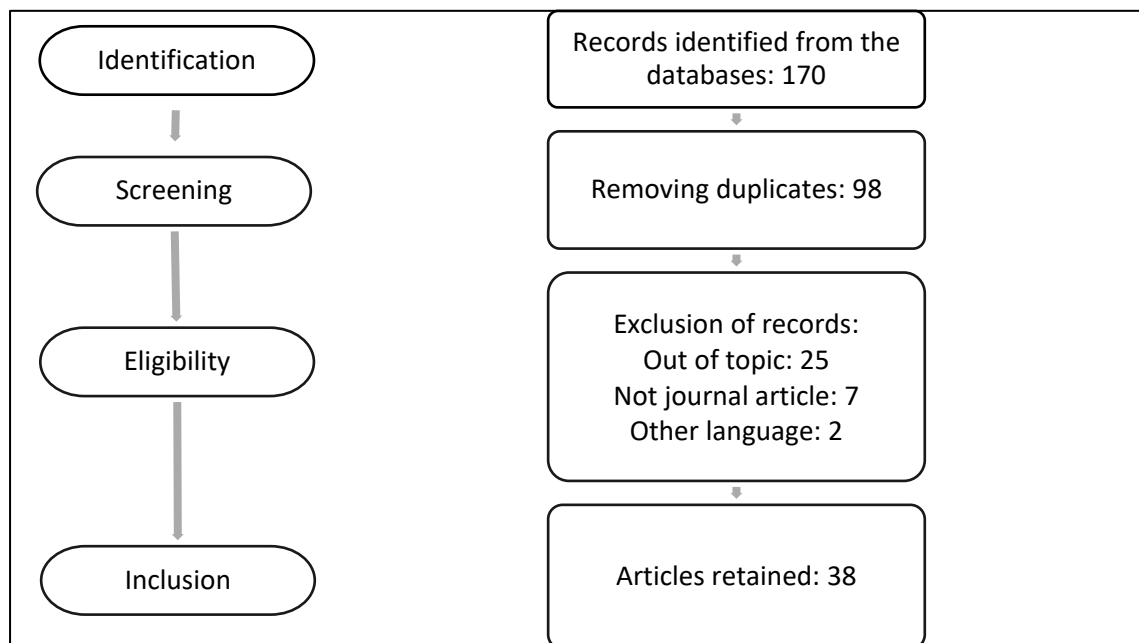 Identification
Records identified from the
databases: 170
Screening
Removing duplicates: 98
Eligibility
Exclusion of records:
Out of topic: 25
Not journal article: 7
Other language: 2
Inclusion
Articles retained: 38